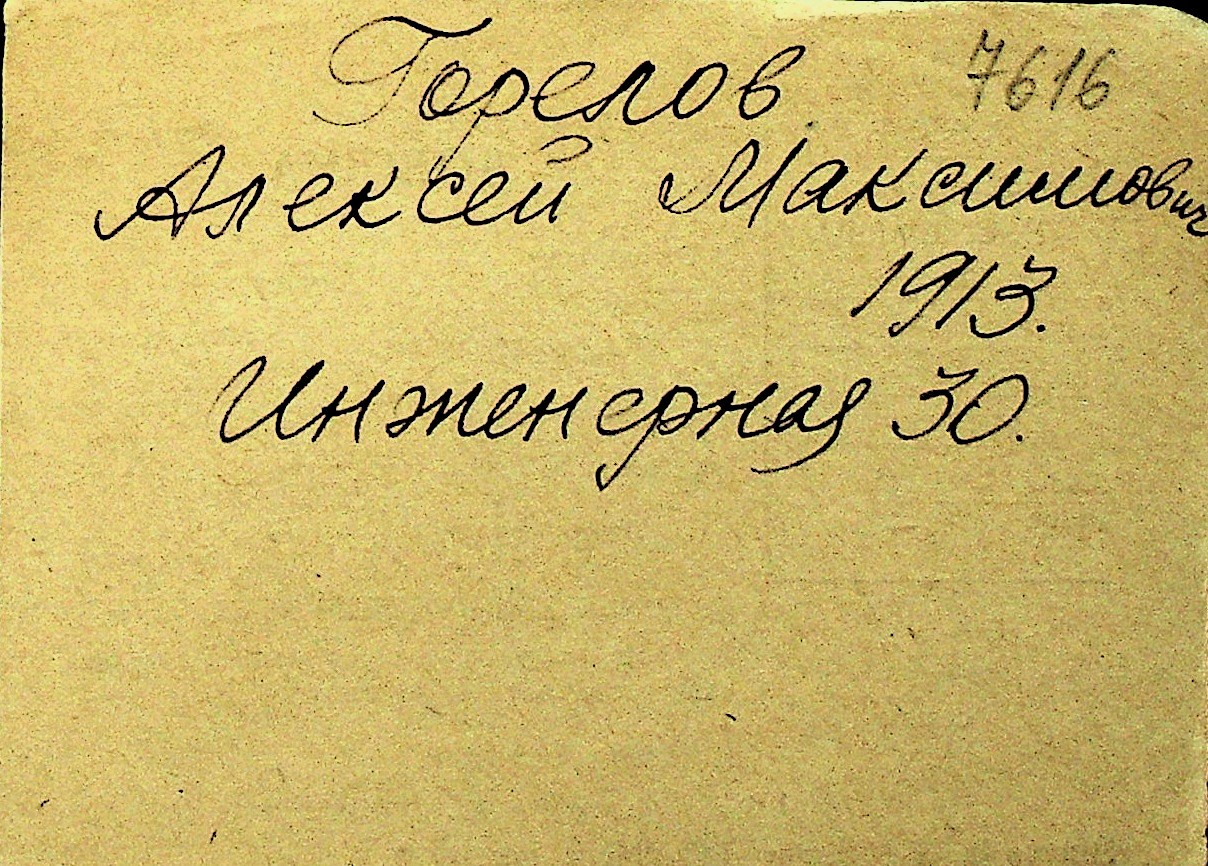 Горелов 7616
Алексей Максимович
1913.
Инженерная 30.